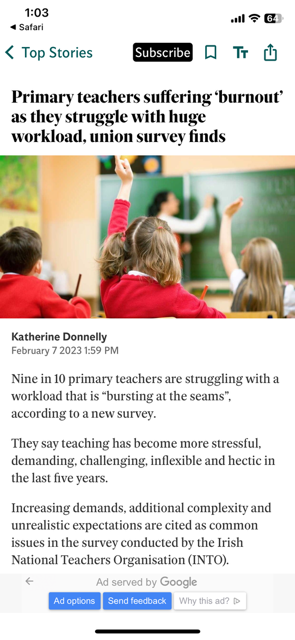 1:03
64
Safari
Top Stories
Subscribe
TT
Primary teachers suffering ‘burnout’
as they struggle with huge
workload, union survey finds
Katherine Donnelly
February 7 2023 1:59 PM
Nine in 10 primary teachers are struggling with a
workload that is “bursting at the seams”,
according to a new survey.
They say teaching has become more stressful,
demanding, challenging, inflexible and hectic in
the last five years.
Increasing demands, additional complexity and
unrealistic expectations are cited as common
issues in the survey conducted by the Irish
National Teachers Organisation (INTO).
Ad served by Google
Ad options
Send feedback
Why this ad?